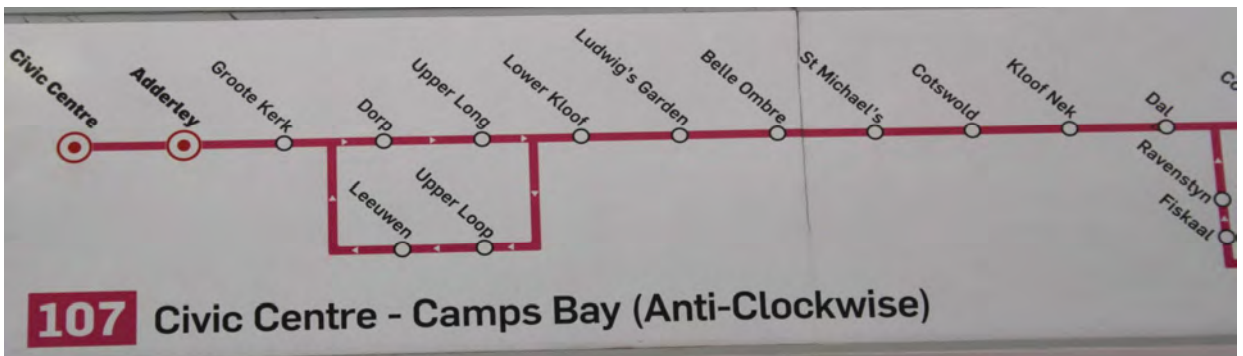 Civic Centre
Adderley
Groote Kerk
Dorp
Upper Long
Lower Kloof
Ludwig's Garden
Belle Ombre
St Michael's
Cotswold
Kloof Nek
Dal
Leeuwen
Upper Loop
Ravenstyn
Fiskaal
107 Civic Centre - Camps Bay (Anti-Clockwise)